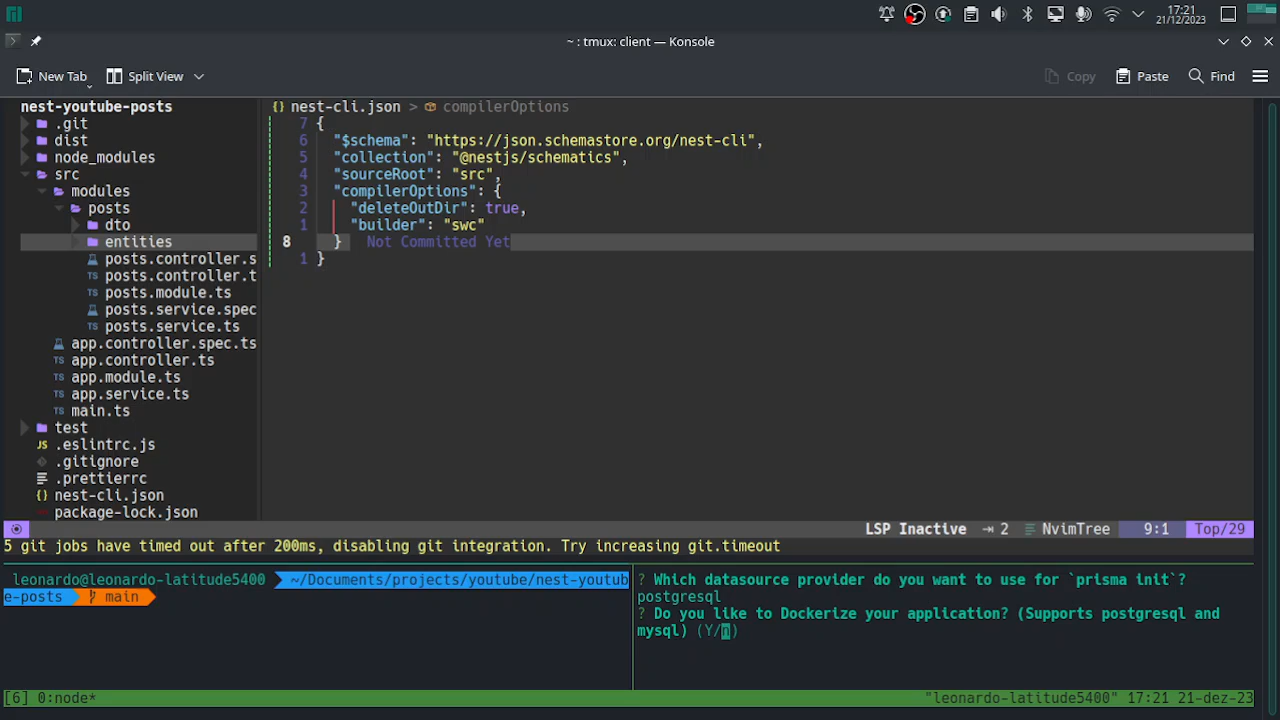 17:21
21/12/2023
~ : tmux: client — Konsole
New Tab
Split View
Copy
Paste
Find
nest-youtube-posts
.git
dist
node_modules
src
modules
posts
dto
entities
posts.controller.s
posts.controller.t
posts.module.ts
posts.service.spec
posts.service.ts
app.controller.spec.ts
app.controller.ts
app.module.ts
app.service.ts
main.ts
test
.eslintrc.js
.gitignore
.prettierrc
nest-cli.json
package-lock.json
{} nest-cli.json > compilerOptions
7 {
6 "$schema": "https://json.schemastore.org/nest-cli",
5 "collection": "@nestjs/schematics",
4 "sourceRoot": "src",
3 "compilerOptions": {
2 "deleteOutDir": true,
1 "builder": "swc"
8 } Not Committed Yet
1 }
LSP Inactive ⇥ 2 NvimTree 9:1 Top/29
5 git jobs have timed out after 200ms, disabling git integration. Try increasing git.timeout
leonardo@leonardo-latitude5400 ~/Documents/projects/youtube/nest-youtub
e-posts main
? Which datasource provider do you want to use for `prisma init`?
postgresql
? Do you like to Dockerize your application? (Supports postgresql and
mysql) (Y/n)
[6] 0:node*
"leonardo-latitude5400" 17:21 21-dez-23